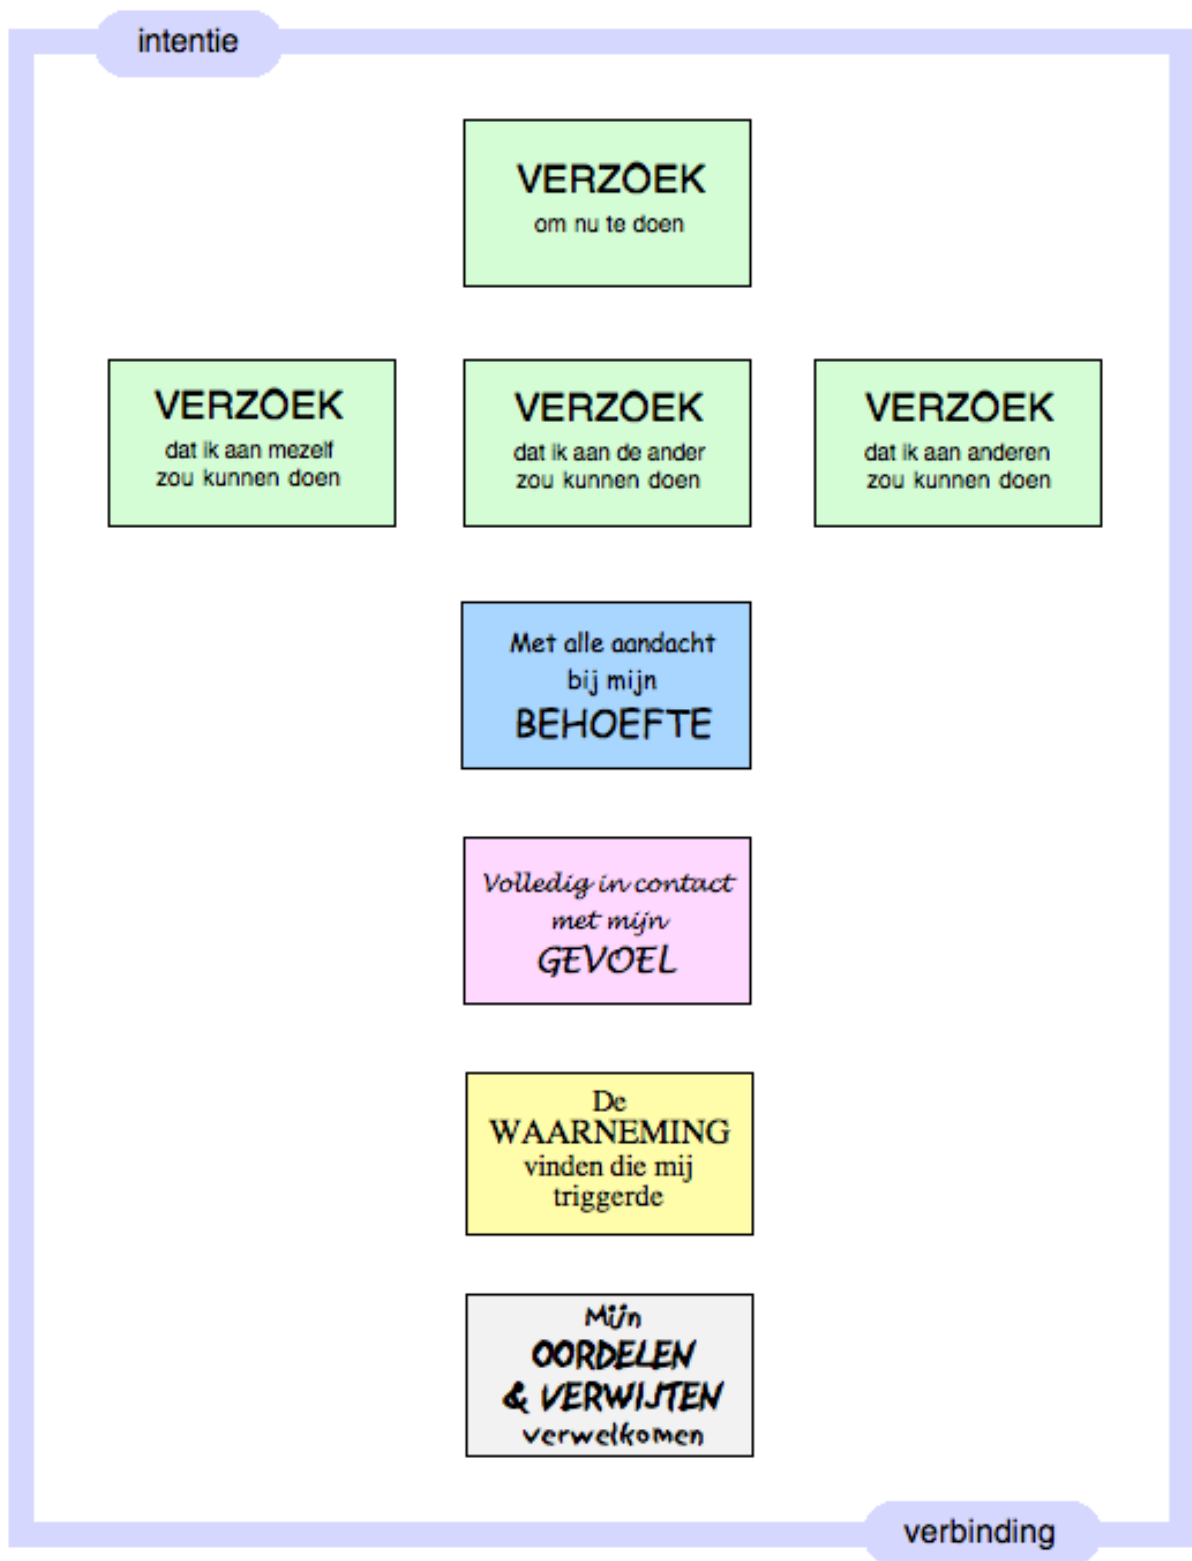 intentie
VERZOEK
om nu te doen
VERZOEK
dat ik aan mezelf
zou kunnen doen
VERZOEK
dat ik aan de ander
zou kunnen doen
VERZOEK
dat ik aan anderen
zou kunnen doen
Met alle aandacht
bij mijn
BEHOEFTE
Volledig in contact
met mijn
GEVOEL
De
WAARNEMING
vinden die mij
triggerde
Mijn
OORDELEN
& VERWIJTEN
verwelkomen
verbinding